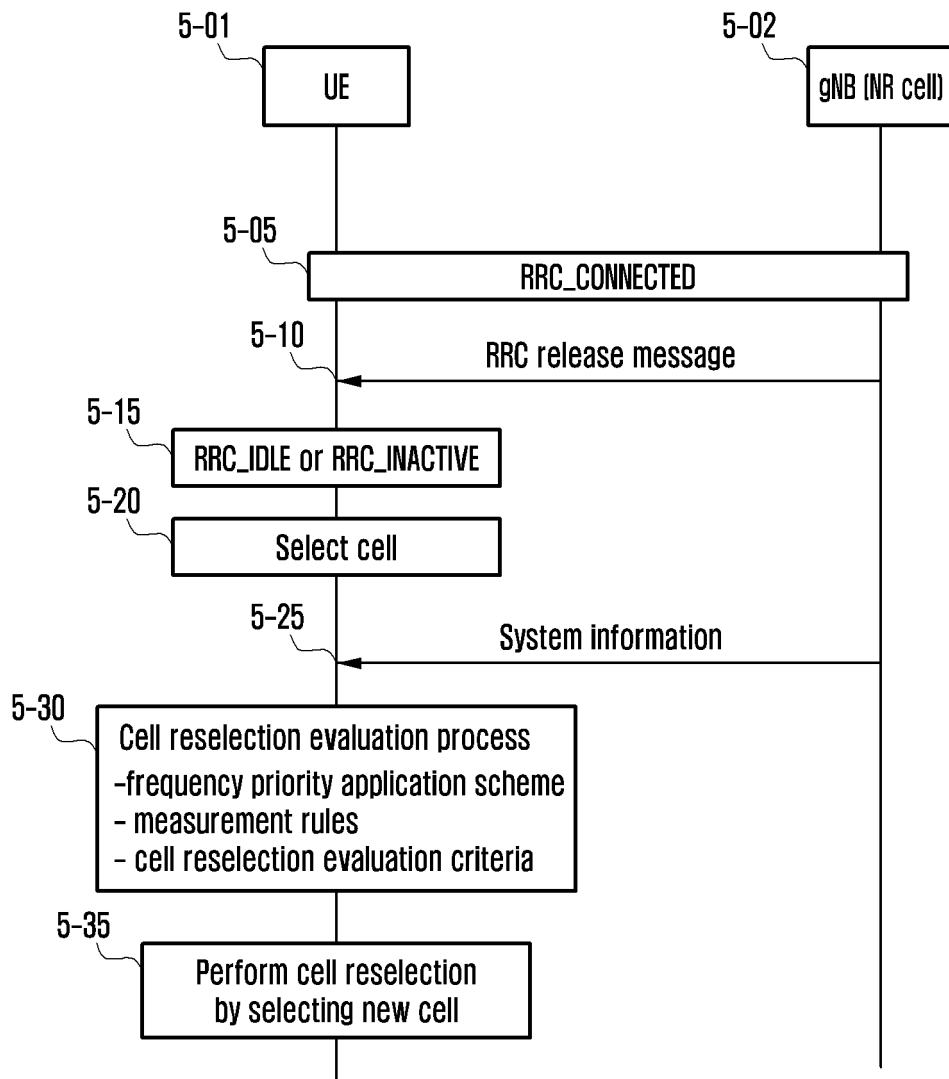 5-01
5-02
UE
gNB (NR cell)
5-05
RRC_CONNECTED
5-10
RRC release message
5-15
RRC_IDLE or RRC_INACTIVE
5-20
Select cell
5-25
System information
5-30
Cell reselection evaluation process
-frequency priority application scheme
- measurement rules
- cell reselection evaluation criteria
5-35
Perform cell reselection
by selecting new cell